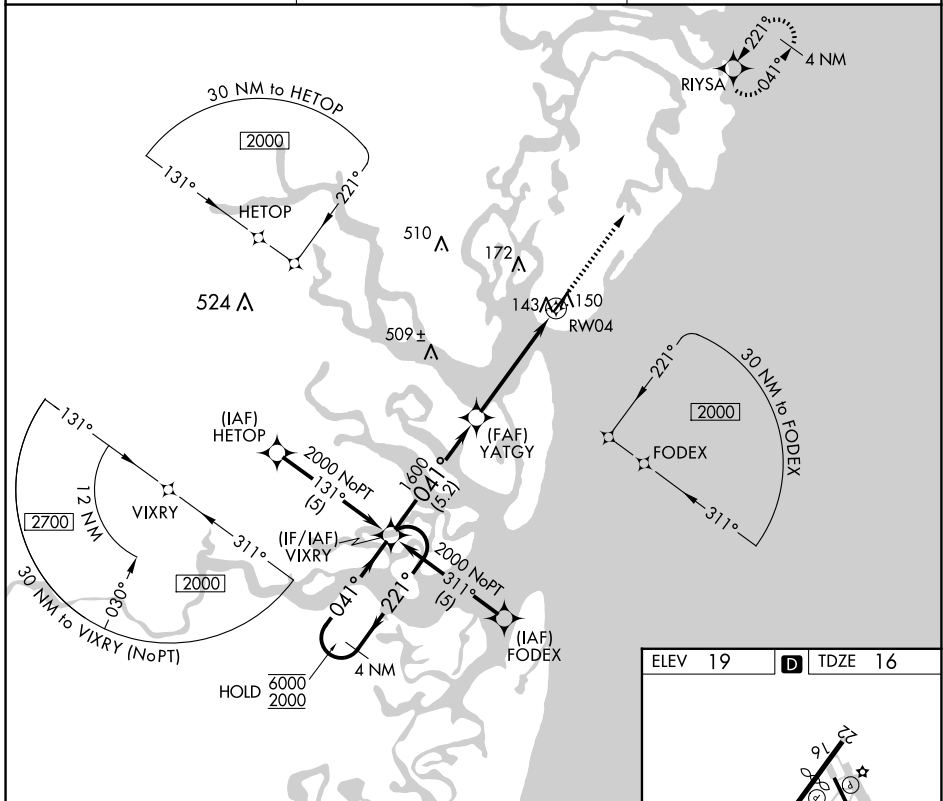 221°
041°
4 NM
RIYSA
30 NM to HETOP
2000
131°
221°
HETOP
510
172
524
143
150
RW04
509 ±
221°
30 NM to FODEX
2000
FODEX
311°
(IAF)
HETOP
2000 NoPT
131°
(5)
(FAF)
YATGY
1600
041°
(5.2)
131°
12 NM
VIXRY
2700
311°
2000
030°
30 NM to VIXRY (NoPT)
(IF/IAF)
VIXRY
2000 NoPT
311°
(5)
041°
221°
(IAF)
FODEX
4 NM
HOLD
6000
2000
ELEV 19
D
TDZE 16
22
16
P
P